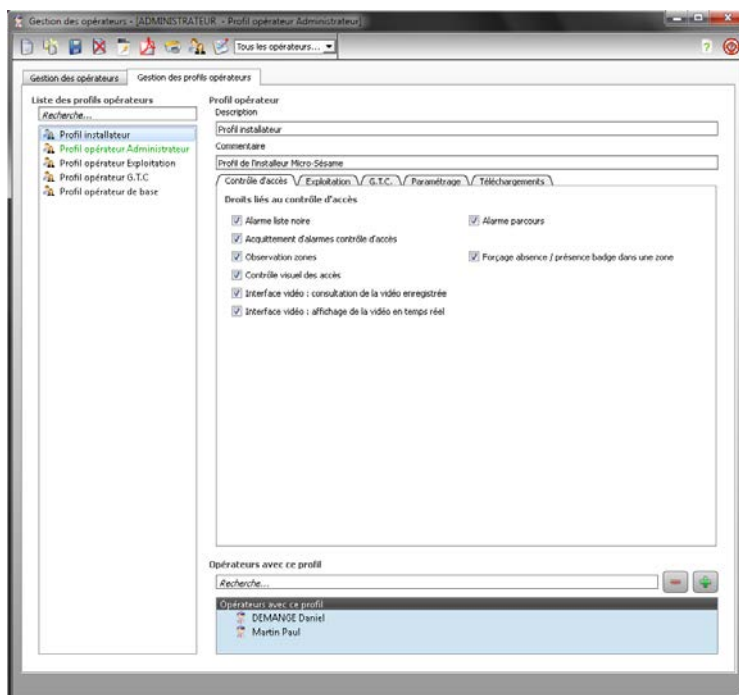 Gestion des opérateurs - [ADMINISTRATEUR - Profil opérateur Administrateur]
Tous les opérateurs...
?
Gestion des opérateurs
Gestion des profils opérateurs
Liste des profils opérateurs
Recherche...
Profil installateur
Profil opérateur Administrateur
Profil opérateur Exploitation
Profil opérateur G.T.C
Profil opérateur de base
Profil opérateur
Description
Profil installateur
Commentaire
Profil de l'installeur Micro-Sésame
Contrôle d'accès
Exploitation
G.T.C.
Paramétrage
Téléchargements
Droits liés au contrôle d'accès
Alarme liste noire
Alarme parcours
Acquittement d'alarmes contrôle d'accès
Observation zones
Forçage absence / présence badge dans une zone
Contrôle visuel des accès
Interface vidéo : consultation de la vidéo enregistrée
Interface vidéo : affichage de la vidéo en temps réel
Opérateurs avec ce profil
Recherche...
Opérateurs avec ce profil
DEMANGE Daniel
Martin Paul